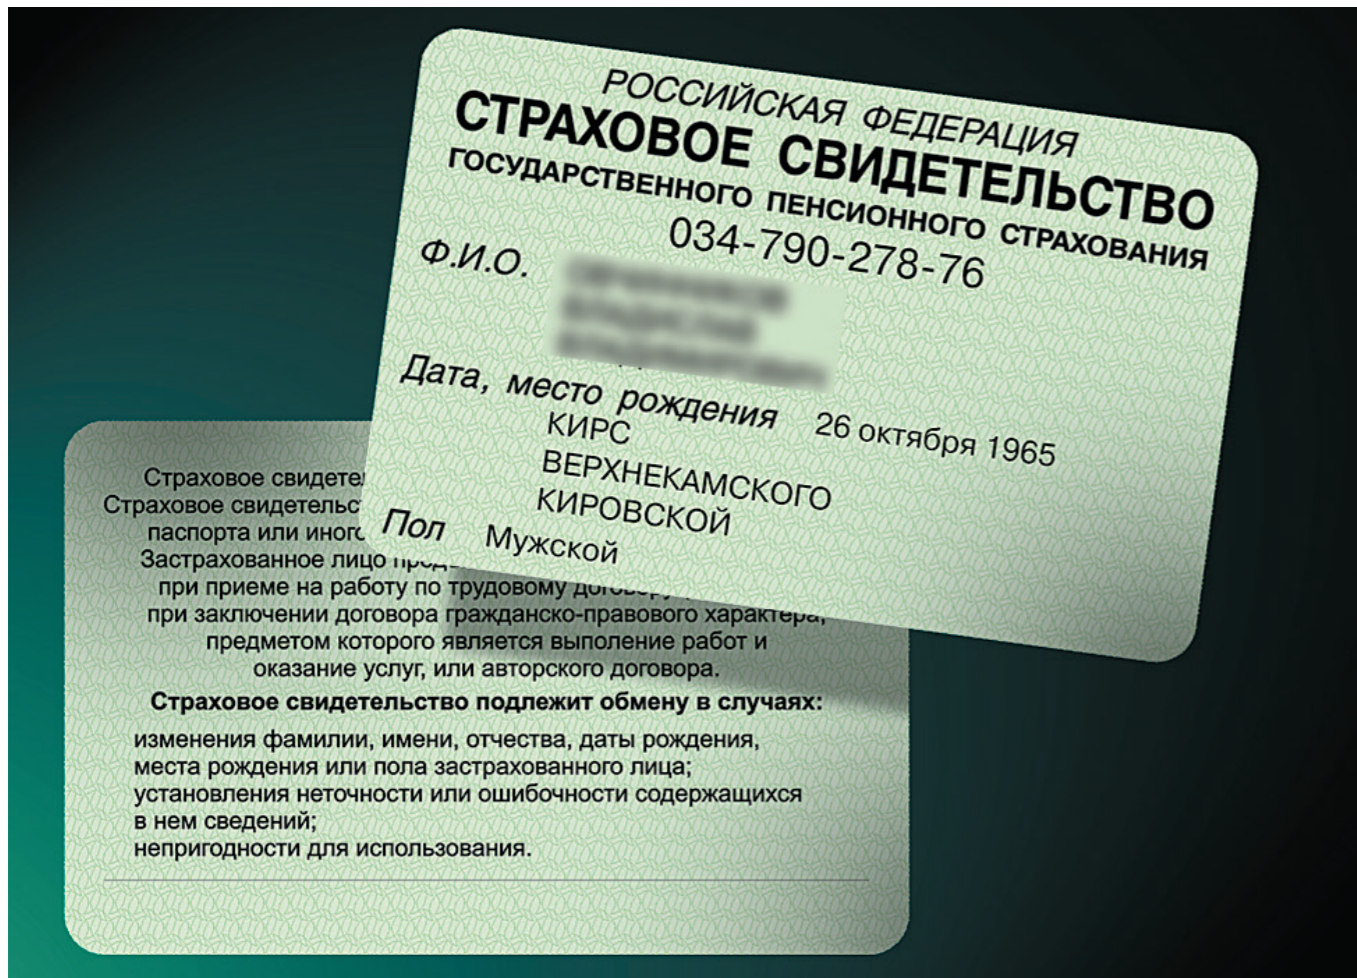 РОССИЙСКАЯ ФЕДЕРАЦИЯ
СТРАХОВОЕ СВИДЕТЕЛЬСТВО
ГОСУДАРСТВЕННОГО ПЕНСИОННОГО СТРАХОВАНИЯ
034-790-278-76
Ф.И.О.
Дата, место рождения 26 октября 1965
КИРС
ВЕРХНЕКАМСКОГО
КИРОВСКОЙ
Пол Мужской
Страховое
Страховое
паспорта или
Застрахованное лицо
при приеме на работу по трудовому договору
при заключении договора гражданско-правового характера,
предметом которого является выполение работ и
оказание услуг, или авторского договора.
Страховое свидетельство подлежит обмену в случаях:
изменения фамилии, имени, отчества, даты рождения,
места рождения или пола застрахованного лица;
установления неточности или ошибочности содержащихся
в нем сведений;
непригодности для использования.